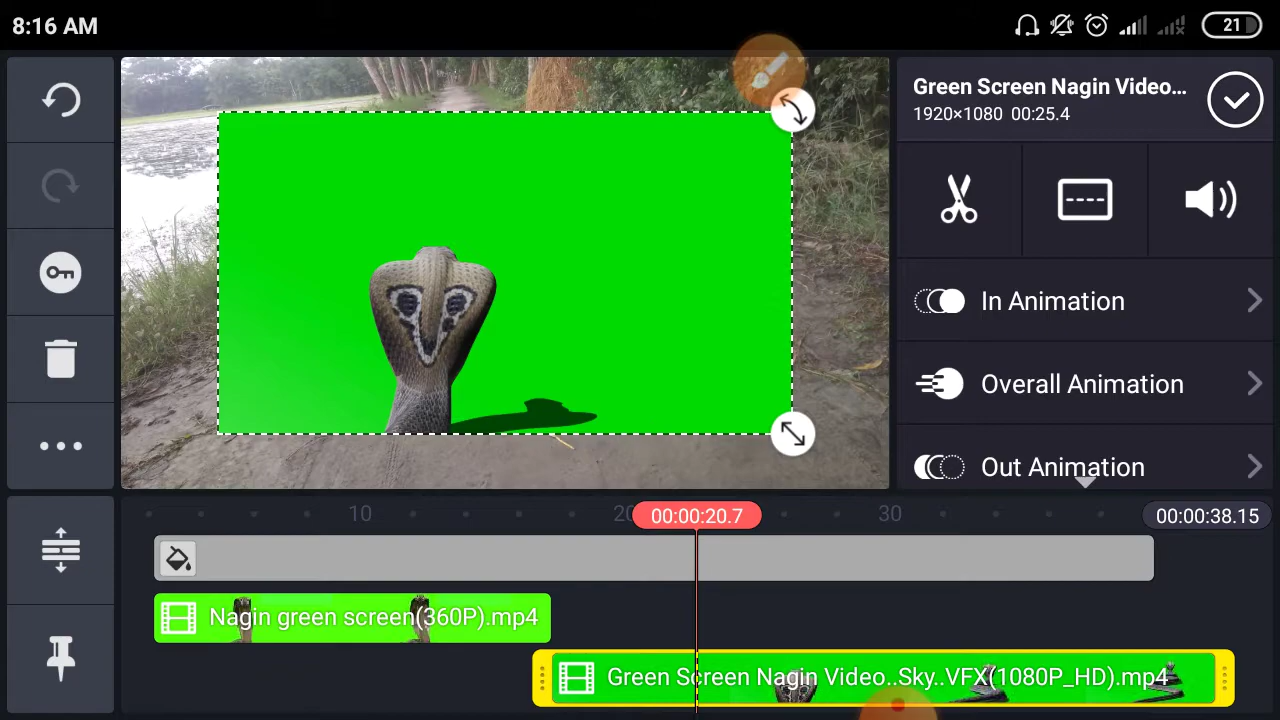 8:16 AM
21
Green Screen Nagin Video...
1920×1080 00:25.4
In Animation
Overall Animation
Out Animation
10
20
00:00:20.7
30
00:00:38.15
Nagin green screen(360P).mp4
Green Screen Nagin Video..Sky..VFX(1080P_HD).mp4